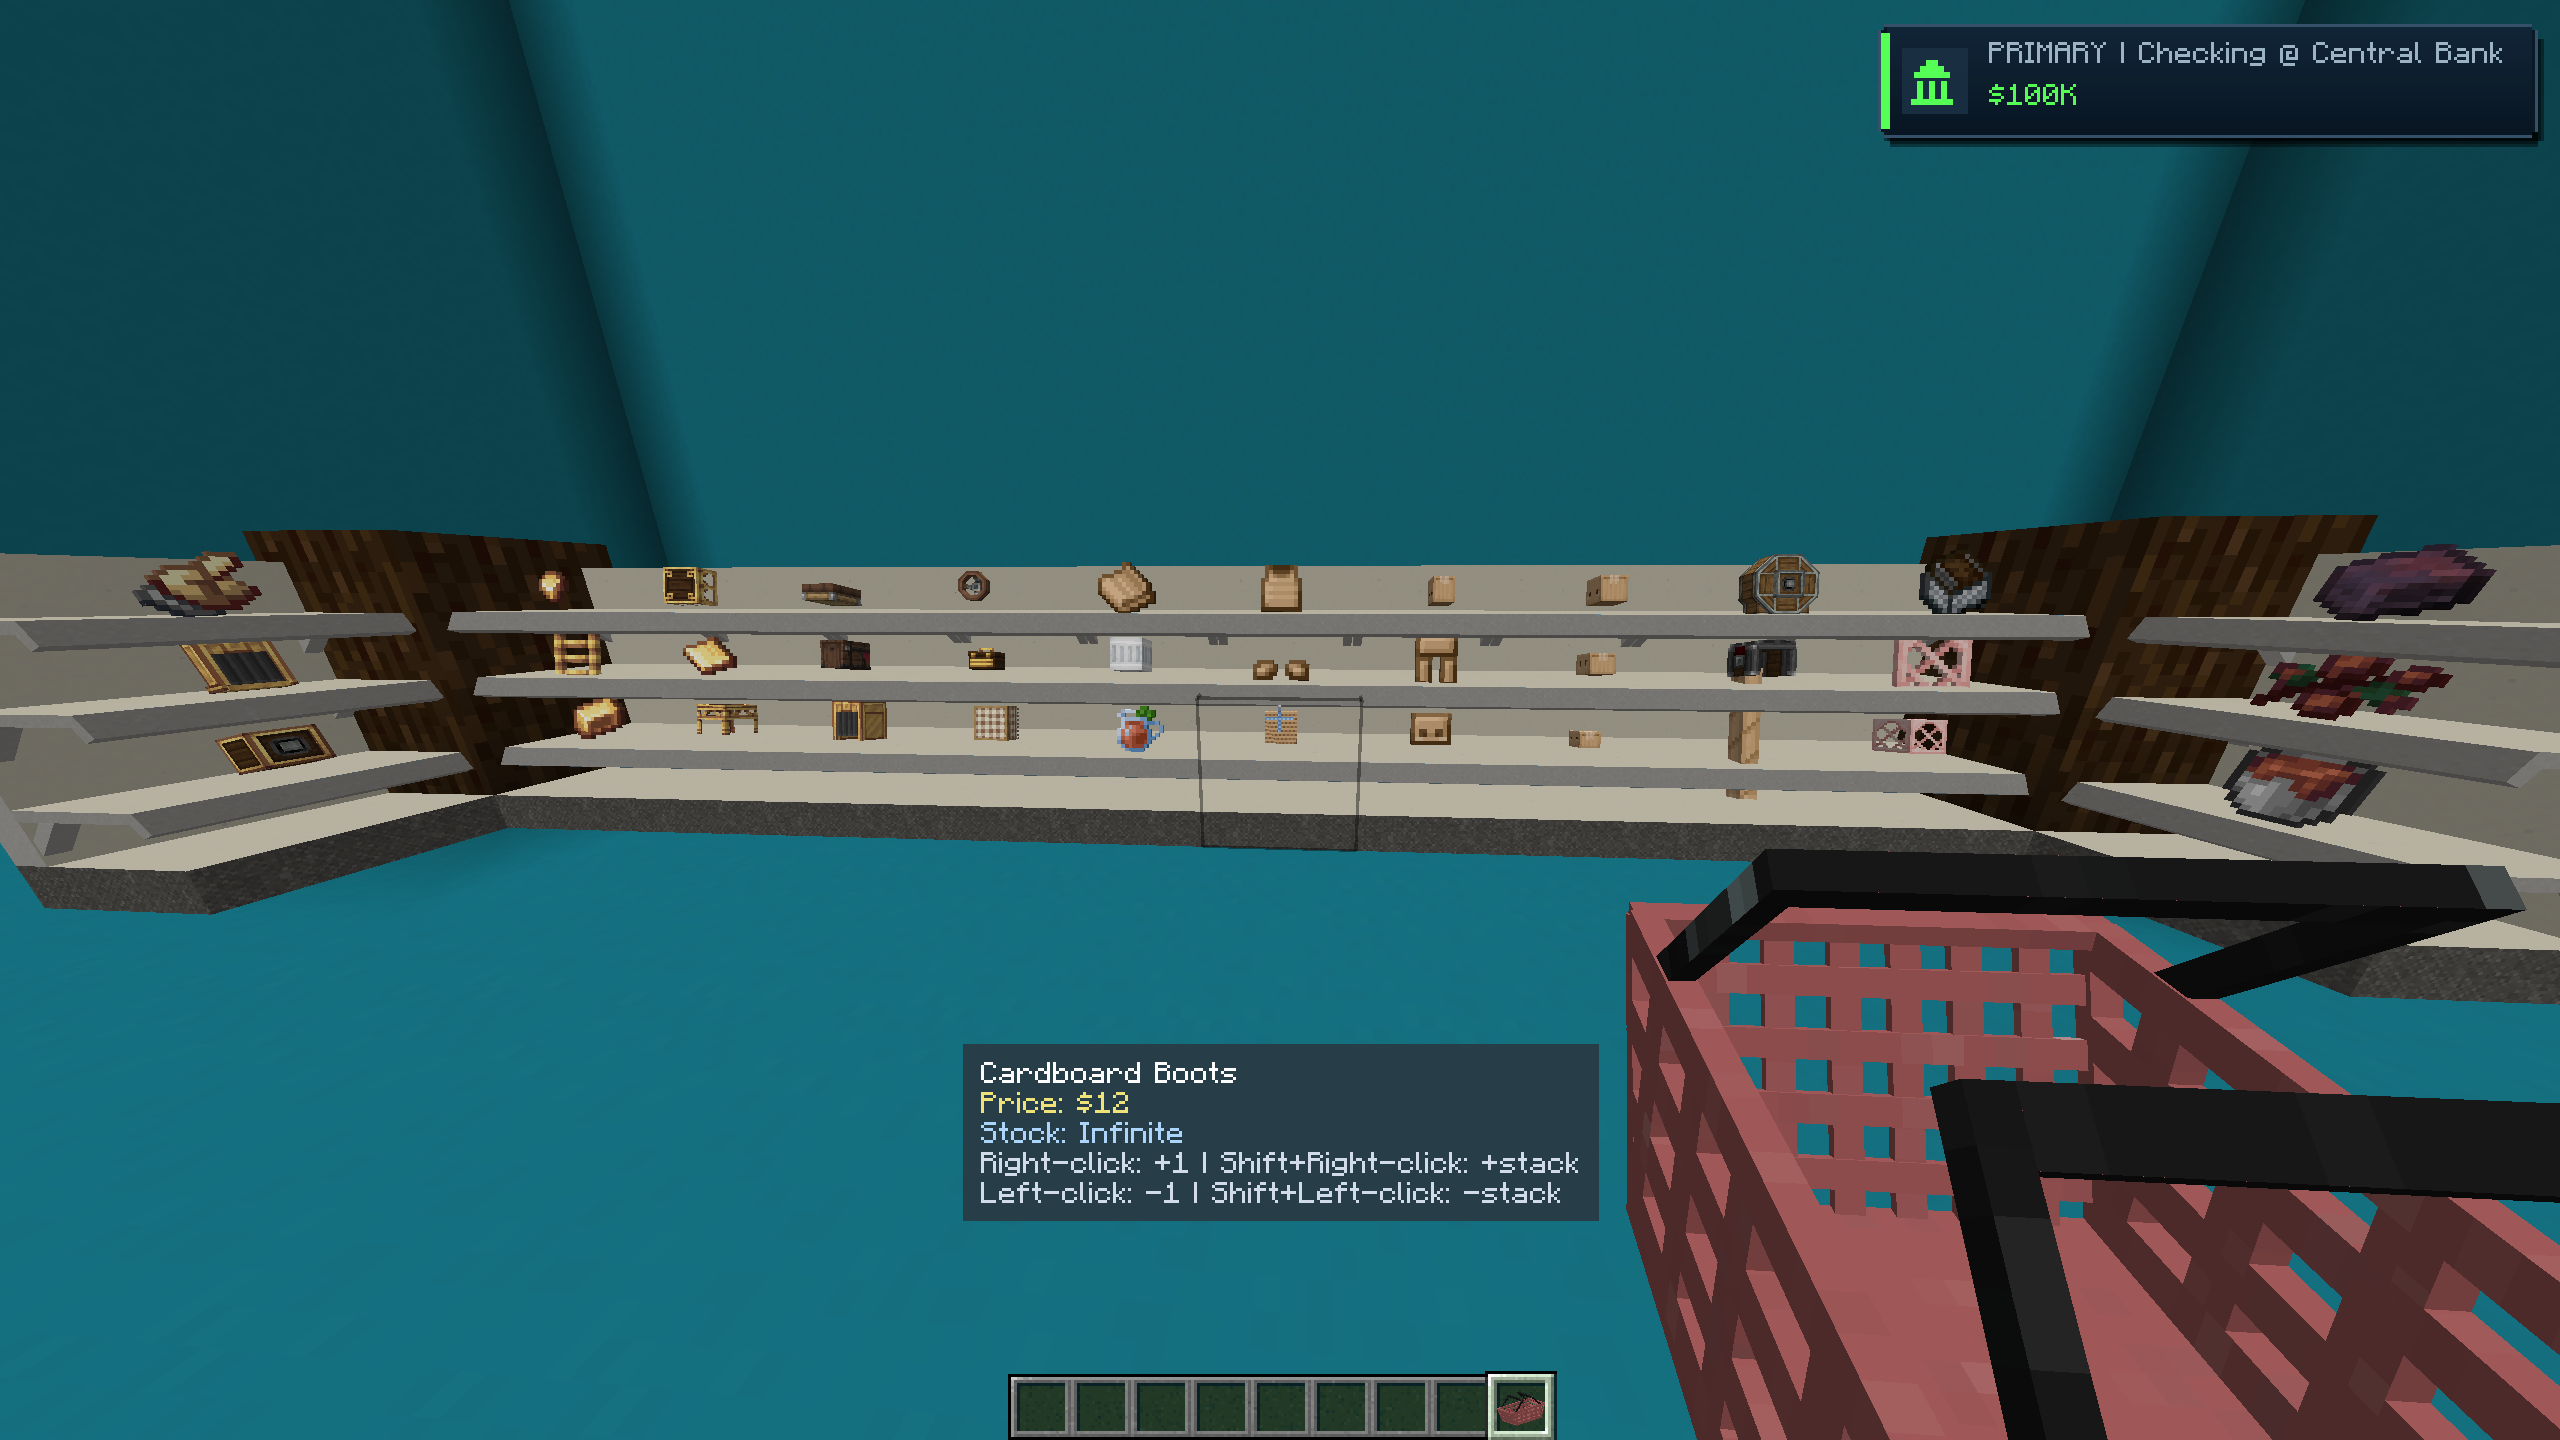 PRIMARY | Checking @ Central Bank
$100K
Cardboard Boots
Price: $12
Stock: Infinite
Right-click: +1 | Shift+Right-click: +stack
Left-click: -1 | Shift+Left-click: -stack